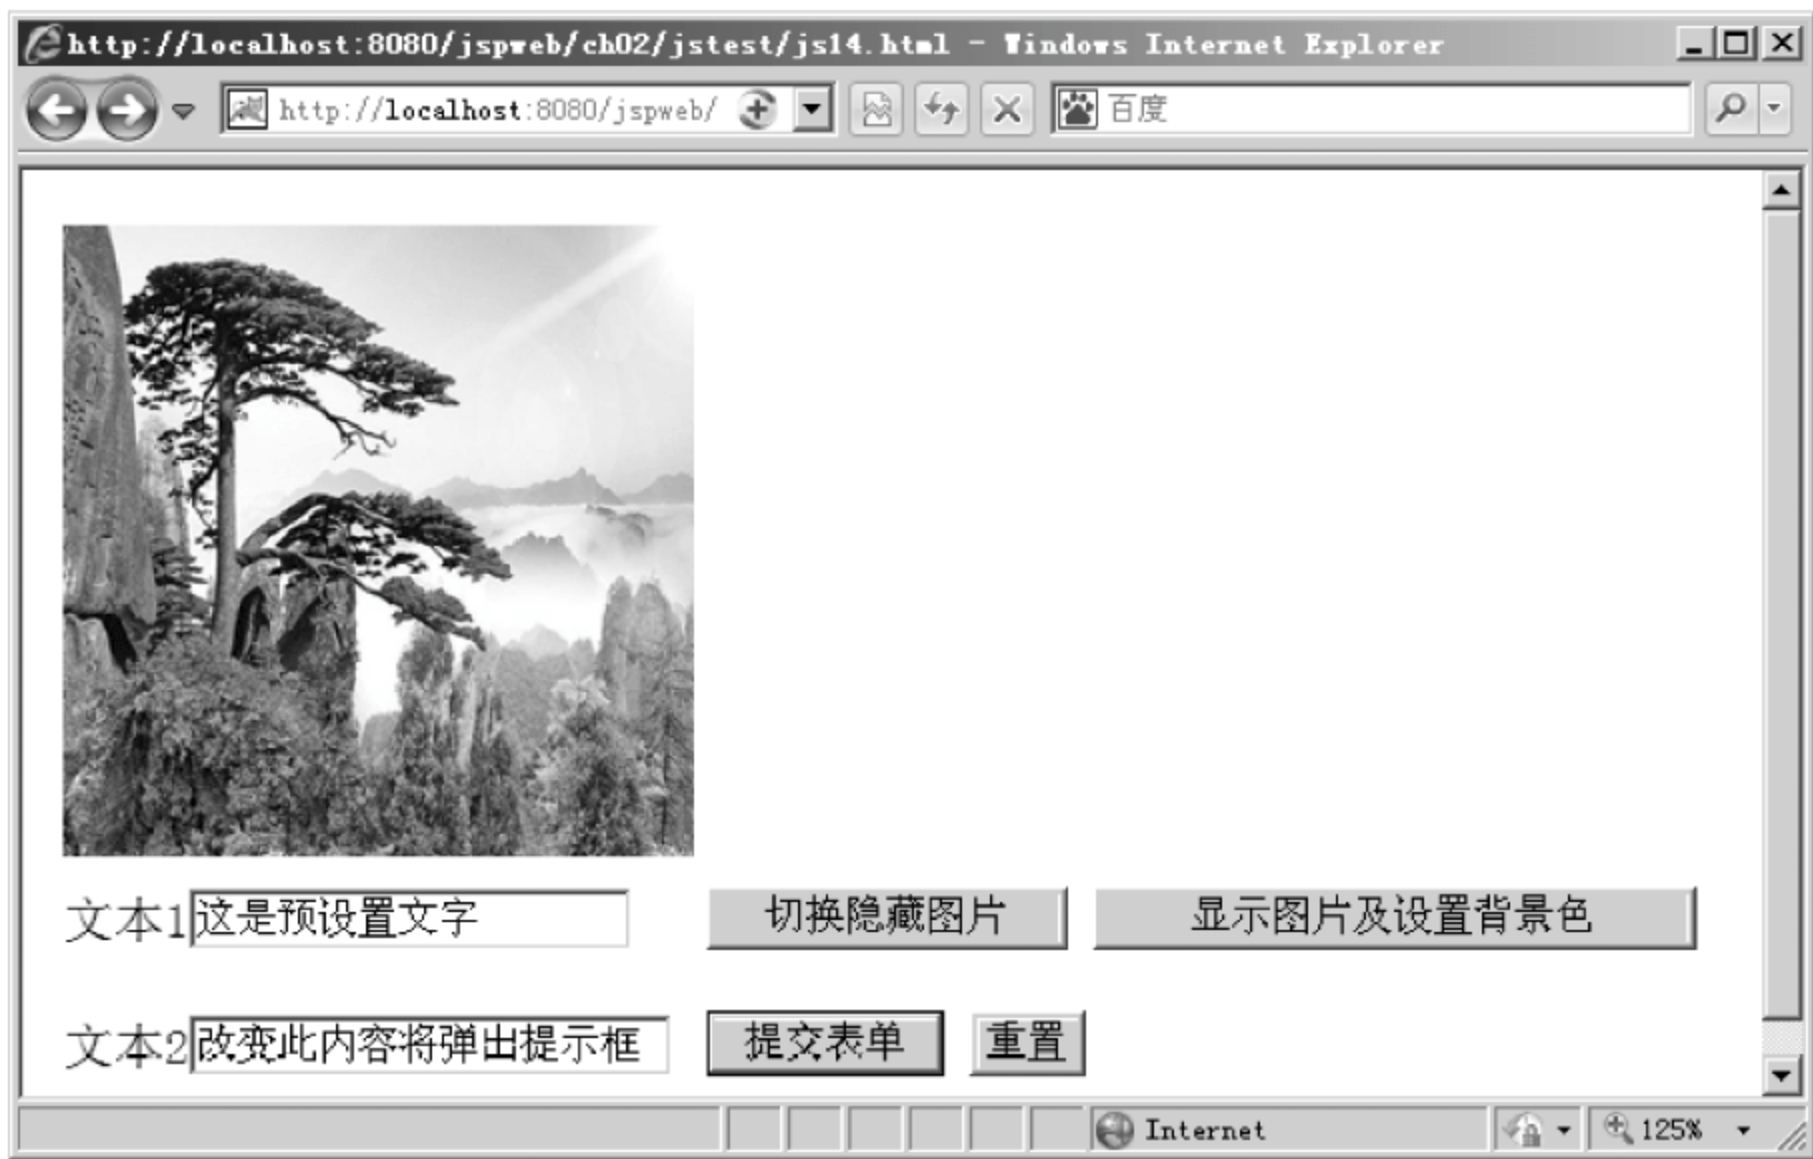 http://localhost:8080/jspweb/ch02/jstest/js14.html - Windows Internet Explorer
http://localhost:8080/jspweb/ 百度
文本1 这是预设置文字 切换隐藏图片 显示图片及设置背景色
文本2 改变此内容将弹出提示框 提交表单 重置
Internet 125%